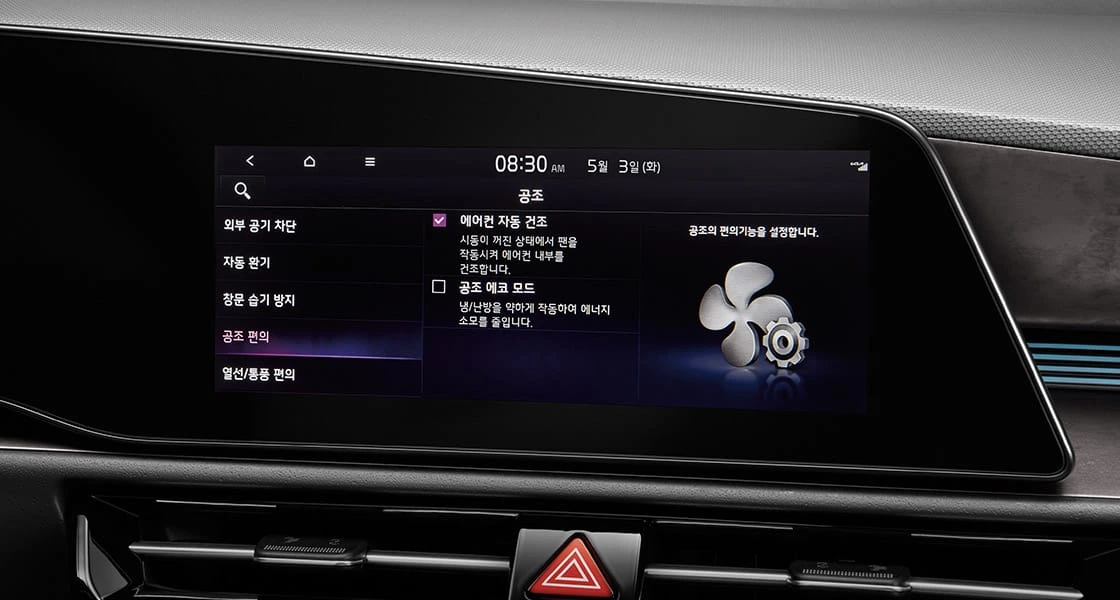 08:30 AM 5월 3일 (화)
공조
외부 공기 차단
자동 환기
창문 습기 방지
공조 편의
열선/통풍 편의
에어컨 자동 건조
시동이 꺼진 상태에서 팬을
작동시켜 에어컨 내부를
건조합니다.
공조 에코 모드
냉/난방을 약하게 작동하여 에너지
소모를 줄입니다.
공조의 편의기능을 설정합니다.